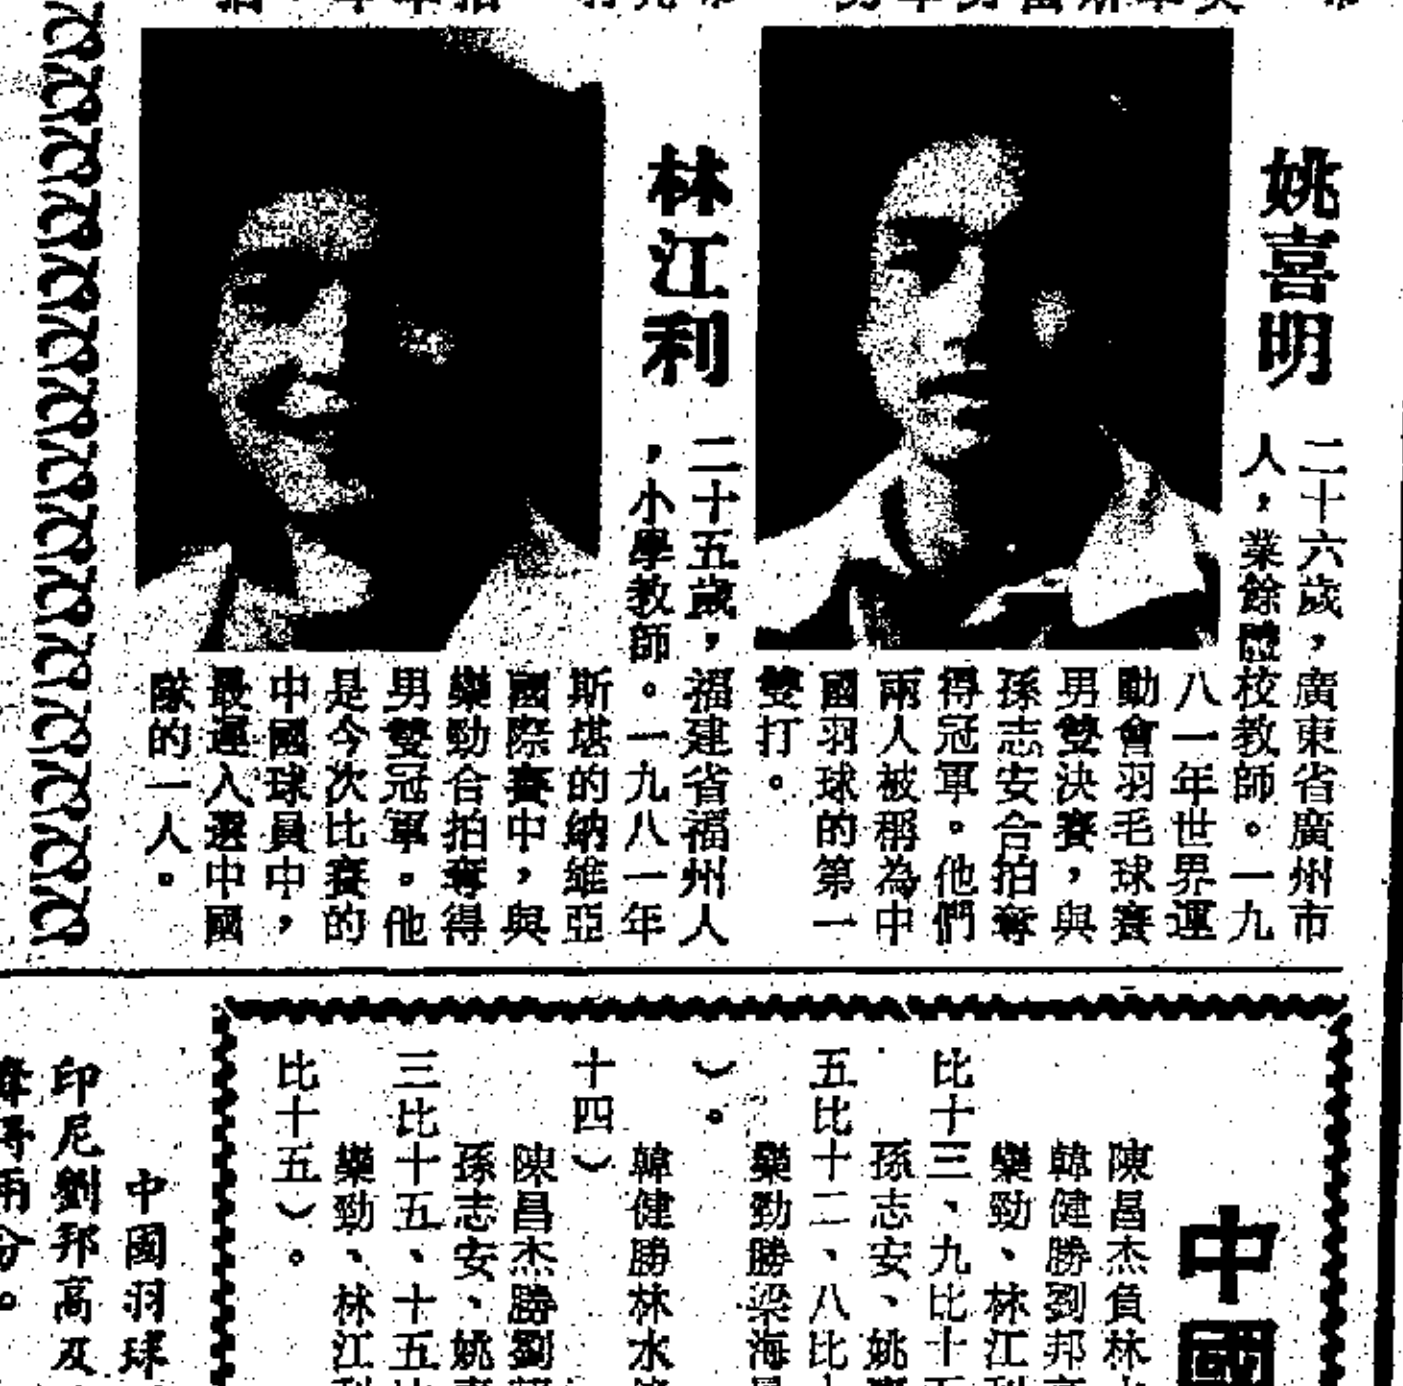 姚喜明
二十六歲，廣東省廣州市
人，業餘體校教師。一九
八一年世界運
動會羽毛球賽
男雙決賽，與
孫志安合拍奪
得冠軍。他們
兩人被稱為中
國羽球的第一
雙打。
林江利
二十五歲，福建省福州人
，小學教師。一九八一年
斯堪的納維亞
國際賽中，與
欒勁合拍奪得
男雙冠軍。他
是今次比賽的
中國球員中，
最遲入選中國
隊的一人。
中國
陳昌杰負林水
韓健勝劉邦
欒勁、林江利
比十三、九比十五
孫志安、姚喜
五比十二、八比
欒勁勝梁海量
）。
韓健勝林水
十四）
陳昌杰勝劉邦
孫志安、姚喜
三比十五、十五比
欒勁、林江利
比十五）。
中國羽球
印尼劉邦高及
兩分。